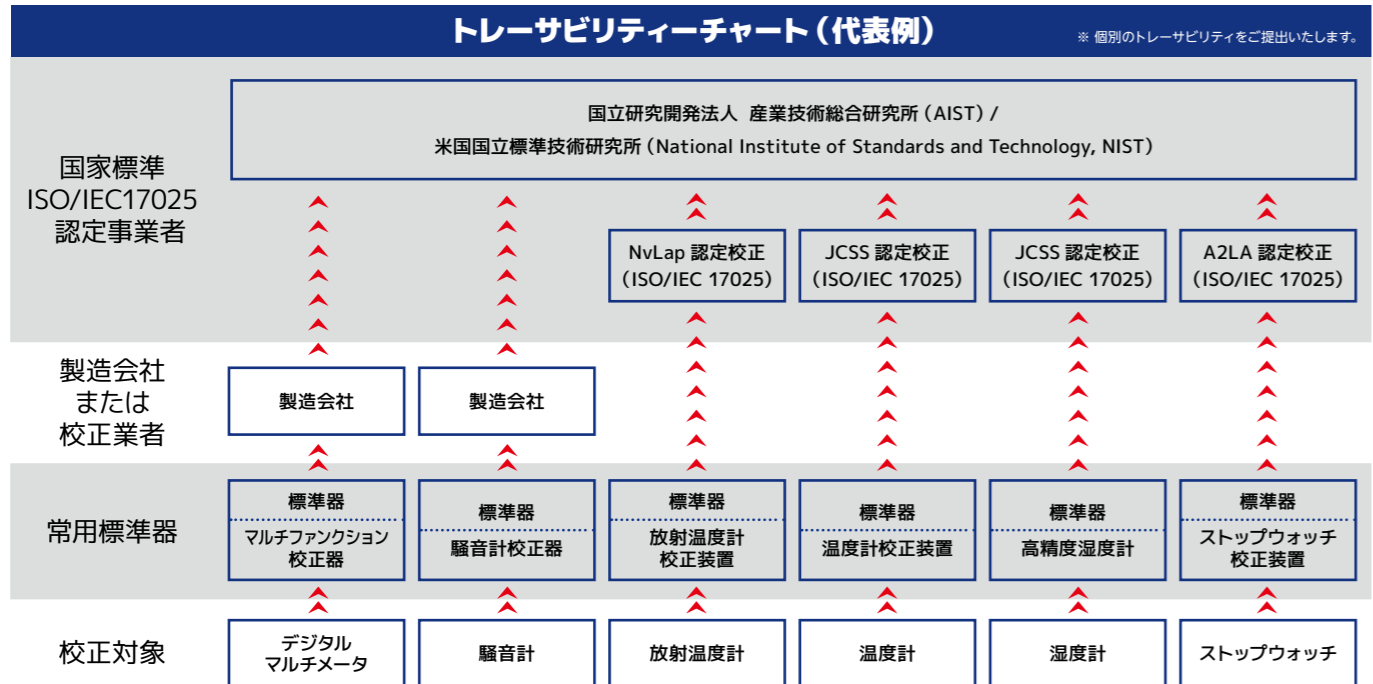 トレーサビリティーチャート（代表例）
※ 個別のトレーサビリティをご提出いたします。
国家標準
ISO/IEC17025
認定事業者
国立研究開発法人 産業技術総合研究所（AIST）/
米国国立標準技術研究所（National Institute of Standards and Technology, NIST）
NvLap 認定校正
（ISO/IEC 17025）
JCSS 認定校正
（ISO/IEC 17025）
JCSS 認定校正
（ISO/IEC 17025）
A2LA 認定校正
（ISO/IEC 17025）
製造会社
または
校正業者
製造会社
製造会社
常用標準器
標準器
マルチファンクション
校正器
標準器
騒音計校正器
標準器
放射温度計
校正装置
標準器
温度計校正装置
標準器
高精度湿度計
標準器
ストップウォッチ
校正装置
校正対象
デジタル
マルチメータ
騒音計
放射温度計
温度計
湿度計
ストップウォッチ